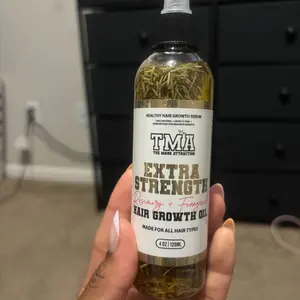 HEALTHY HAIR GROWTH SERUM
TMA
THE MANE ATTRACTION
EXTRA
STRENGTH
Rosemary + Fenugreek
HAIR GROWTH OIL
MADE FOR ALL HAIR TYPES
4 OZ | 120ML